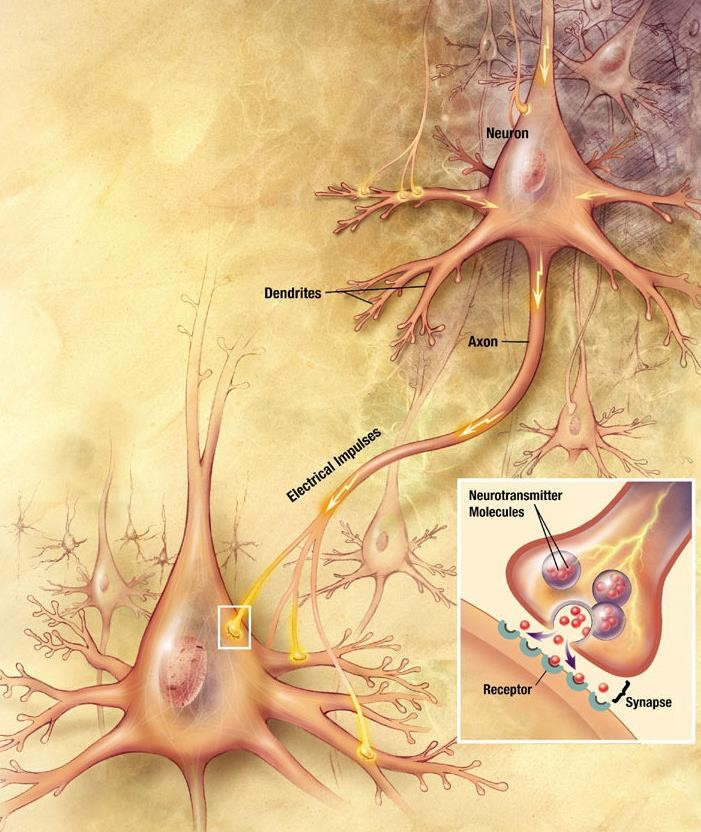 Neuron
Dendrites
Axon
Electrical Impulses
Neurotransmitter
Molecules
Receptor
Synapse